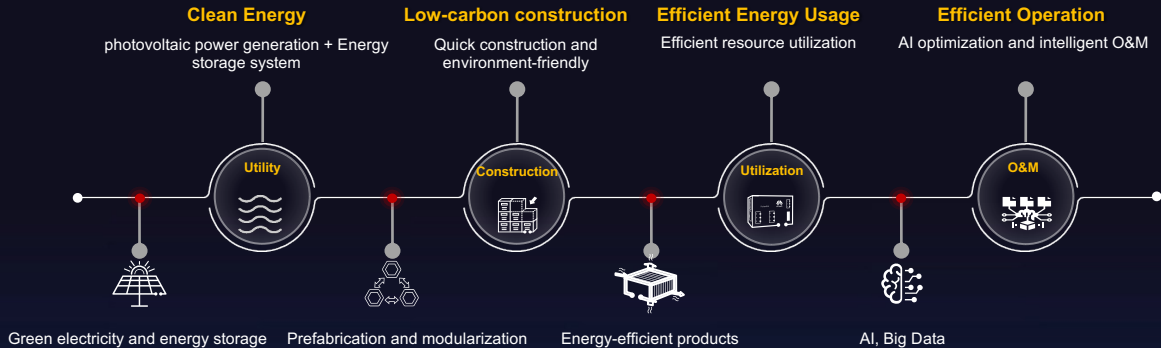 Clean Energy
photovoltaic power generation + Energy
storage system
Low-carbon construction
Quick construction and
environment-friendly
Efficient Energy Usage
Efficient resource utilization
Efficient Operation
AI optimization and intelligent O&M
Utility
Construction
Utilization
O&M
Green electricity and energy storage
Prefabrication and modularization
Energy-efficient products
AI, Big Data